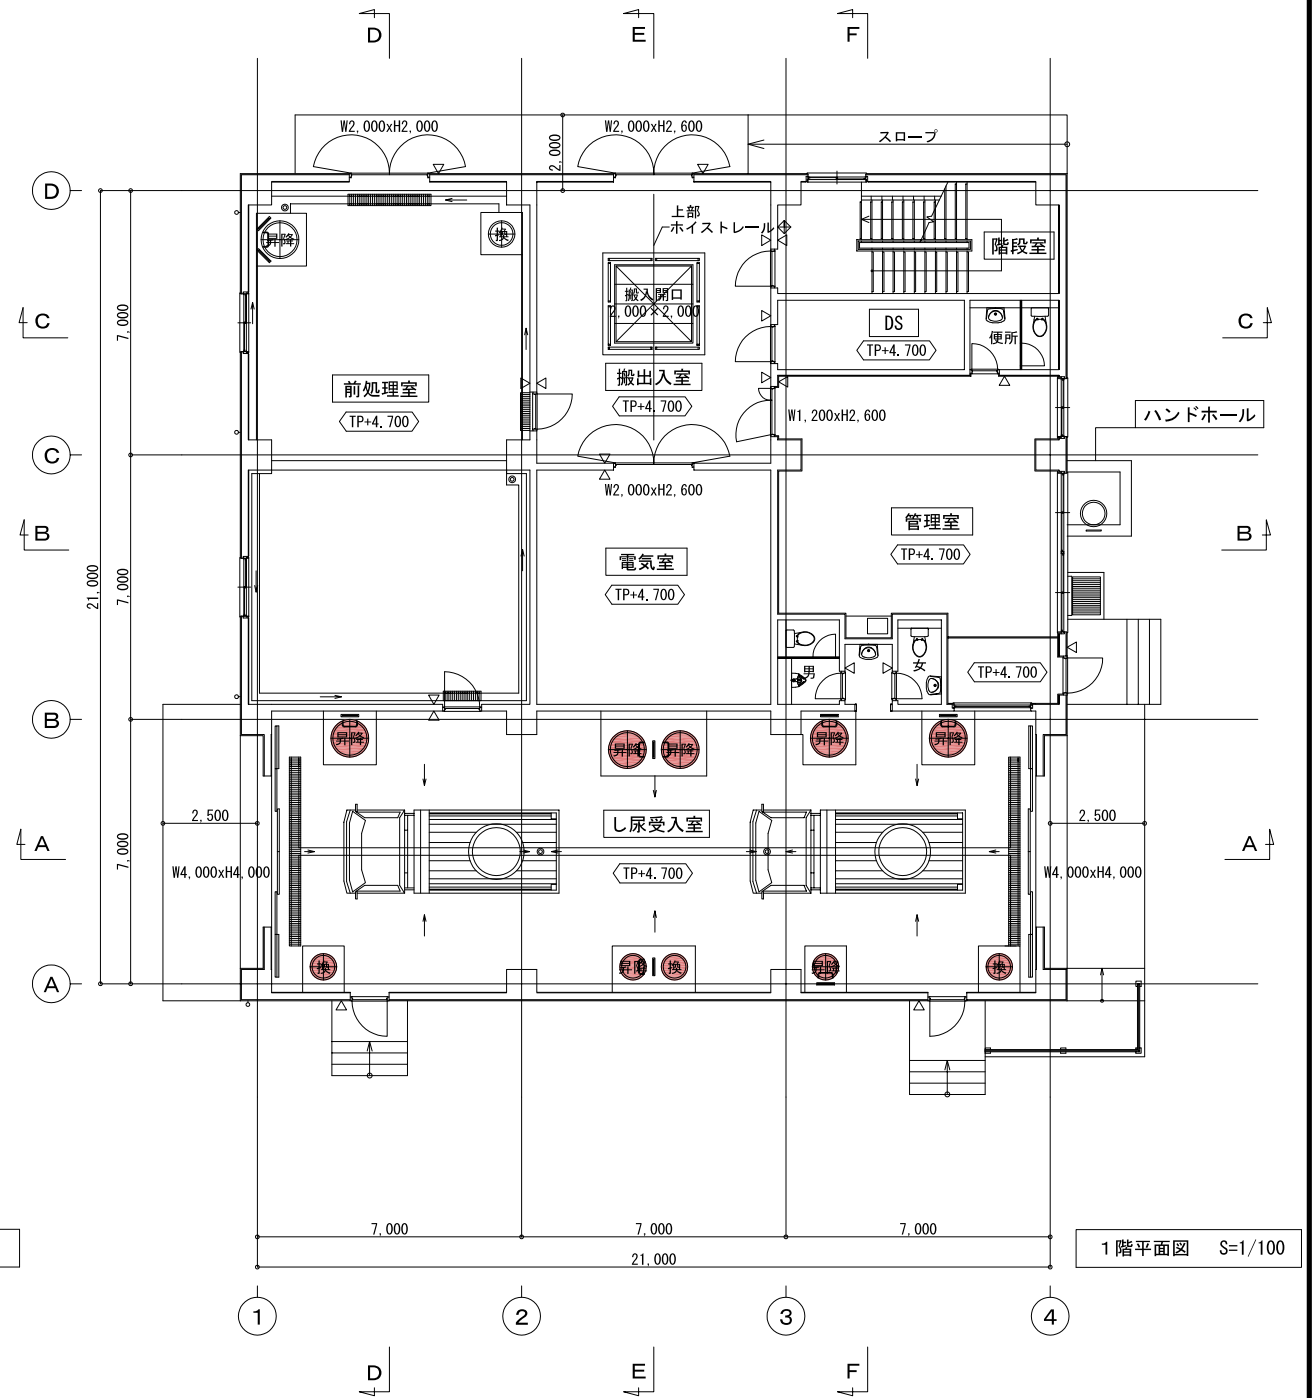 D
E
F
W2,000xH2,000
2,000
W2,600xH2,600
スロープ
D
上部
ホイストレール
昇降
換
階段室
搬入開口
2,000×2,000
C
7,000
DS
TP+4.700
便所
C
前処理室
TP+4.700
搬出入室
TP+4.700
W1,200xH2,600
ハンドホール
C
W2,000xH2,600
管理室
TP+4.700
B
B
電気室
TP+4.700
21,000
7,000
男
女
TP+4.700
B
昇降
昇降
昇降
昇降
昇降
2,500
し尿受入室
2,500
A
7,000
A
W4,000xH4,000
TP+4.700
W4,000xH4,000
換
昇降
換
昇降
換
A
7,000
7,000
7,000
21,000
1階平面図 S=1/100
1
2
3
4
D
E
F